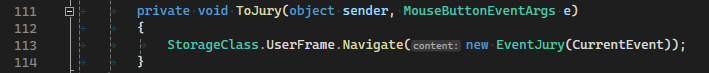 111 private void ToJury(object sender, MouseButtonEventArgs e)
112 {
113 StorageClass.UserFrame.Navigate(content: new EventJury(CurrentEvent));
114 }